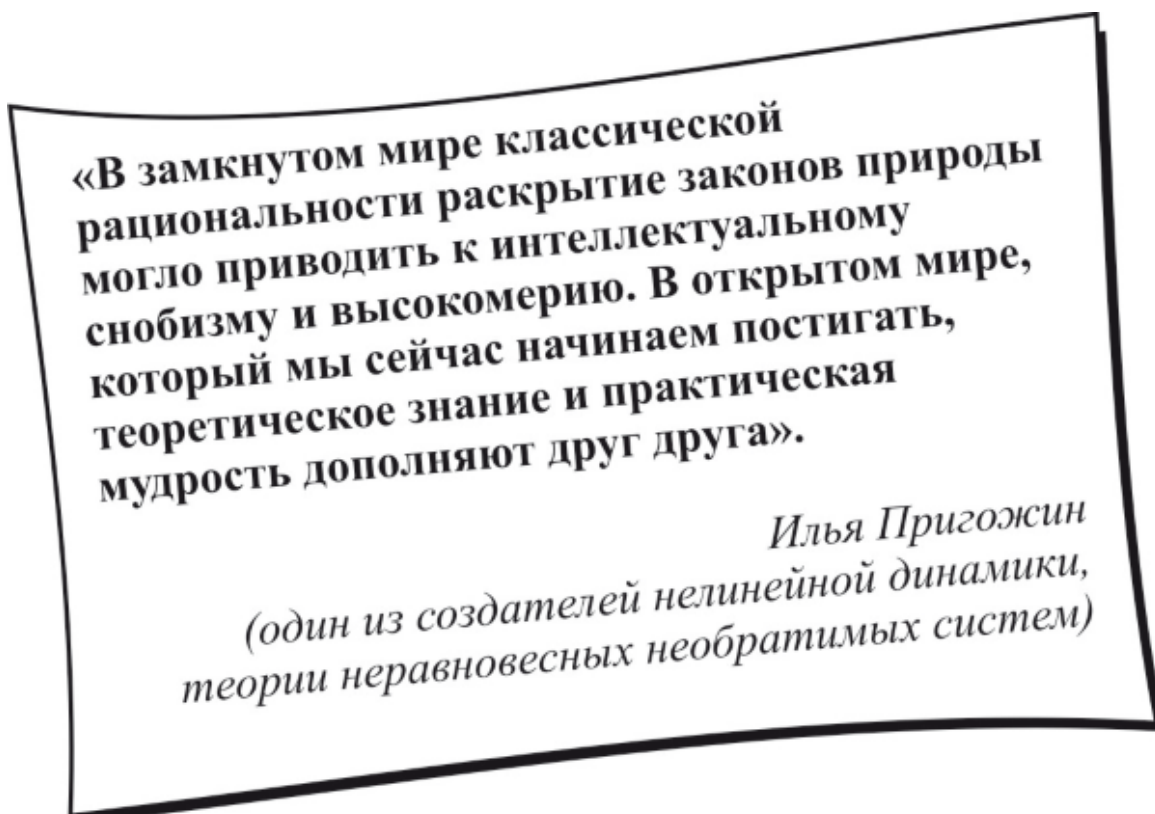 «В замкнутом мире классической
рациональности раскрытие законов природы
могло приводить к интеллектуальному
снобизму и высокомерию. В открытом мире,
который мы сейчас начинаем постигать,
теоретическое знание и практическая
мудрость дополняют друг друга».
Илья Пригожин
(один из создателей нелинейной динамики,
теории неравновесных необратимых систем)